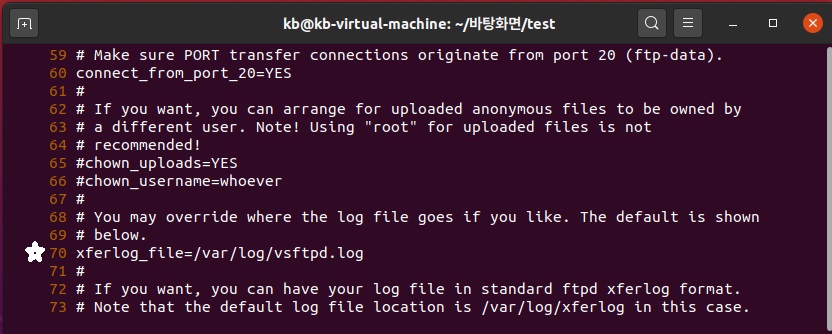 kb@kb-virtual-machine: ~/바탕화면/test
59 # Make sure PORT transfer connections originate from port 20 (ftp-data).
60 connect_from_port_20=YES
61 #
62 # If you want, you can arrange for uploaded anonymous files to be owned by
63 # a different user. Note! Using "root" for uploaded files is not
64 # recommended!
65 #chown_uploads=YES
66 #chown_username=whoever
67 #
68 # You may override where the log file goes if you like. The default is shown
69 # below.
70 xferlog_file=/var/log/vsftpd.log
71 #
72 # If you want, you can have your log file in standard ftpd xferlog format.
73 # Note that the default log file location is /var/log/xferlog in this case.